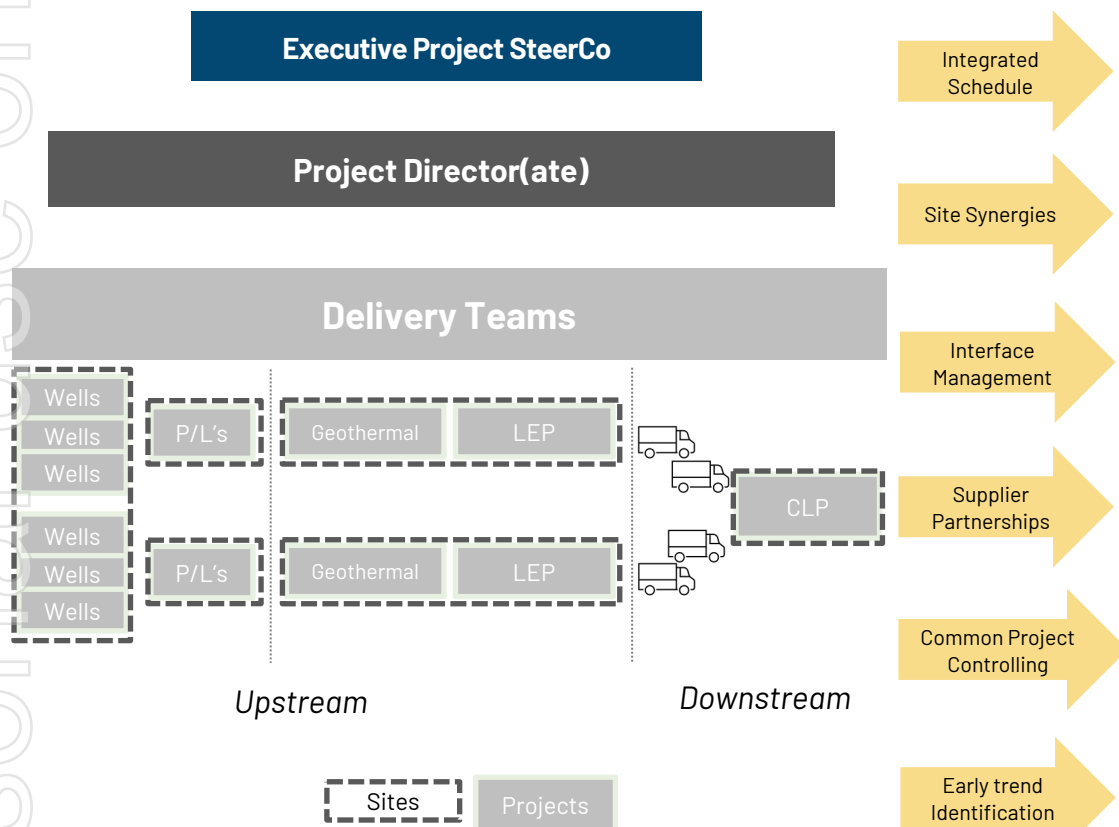 Executive Project SteerCo
Project Director(ate)
Delivery Teams
Wells
Wells
Wells
P/L's
Geothermal
LEP
Wells
Wells
Wells
P/L's
Geothermal
LEP
CLP
Upstream
Downstream
Sites
Projects
Integrated
Schedule
Site Synergies
Interface
Management
Supplier
Partnerships
Common Project
Controlling
Early trend
Identification